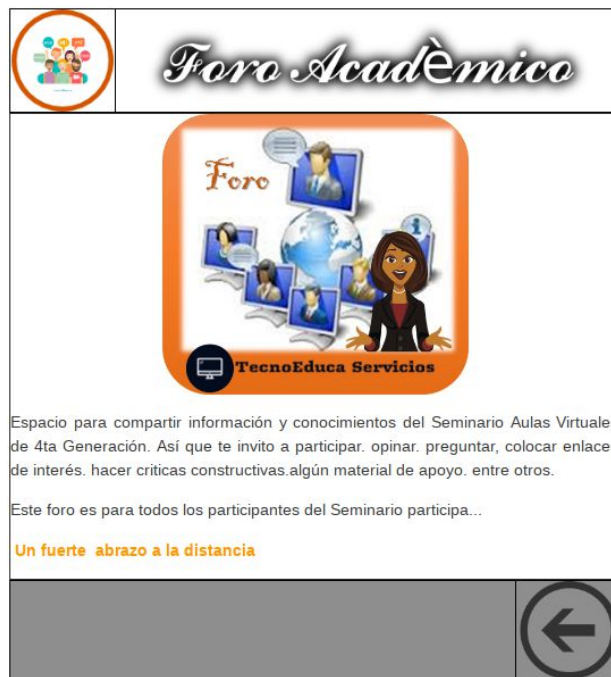 Foro Acadèmico
Foro
TecnoEduca Servicios
Espacio para compartir información y conocimientos del Seminario Aulas Virtuale
de 4ta Generación. Así que te invito a participar. opinar. preguntar, colocar enlace
de interés. hacer criticas constructivas.algún material de apoyo. entre otros.
Este foro es para todos los participantes del Seminario participa...
Un fuerte abrazo a la distancia